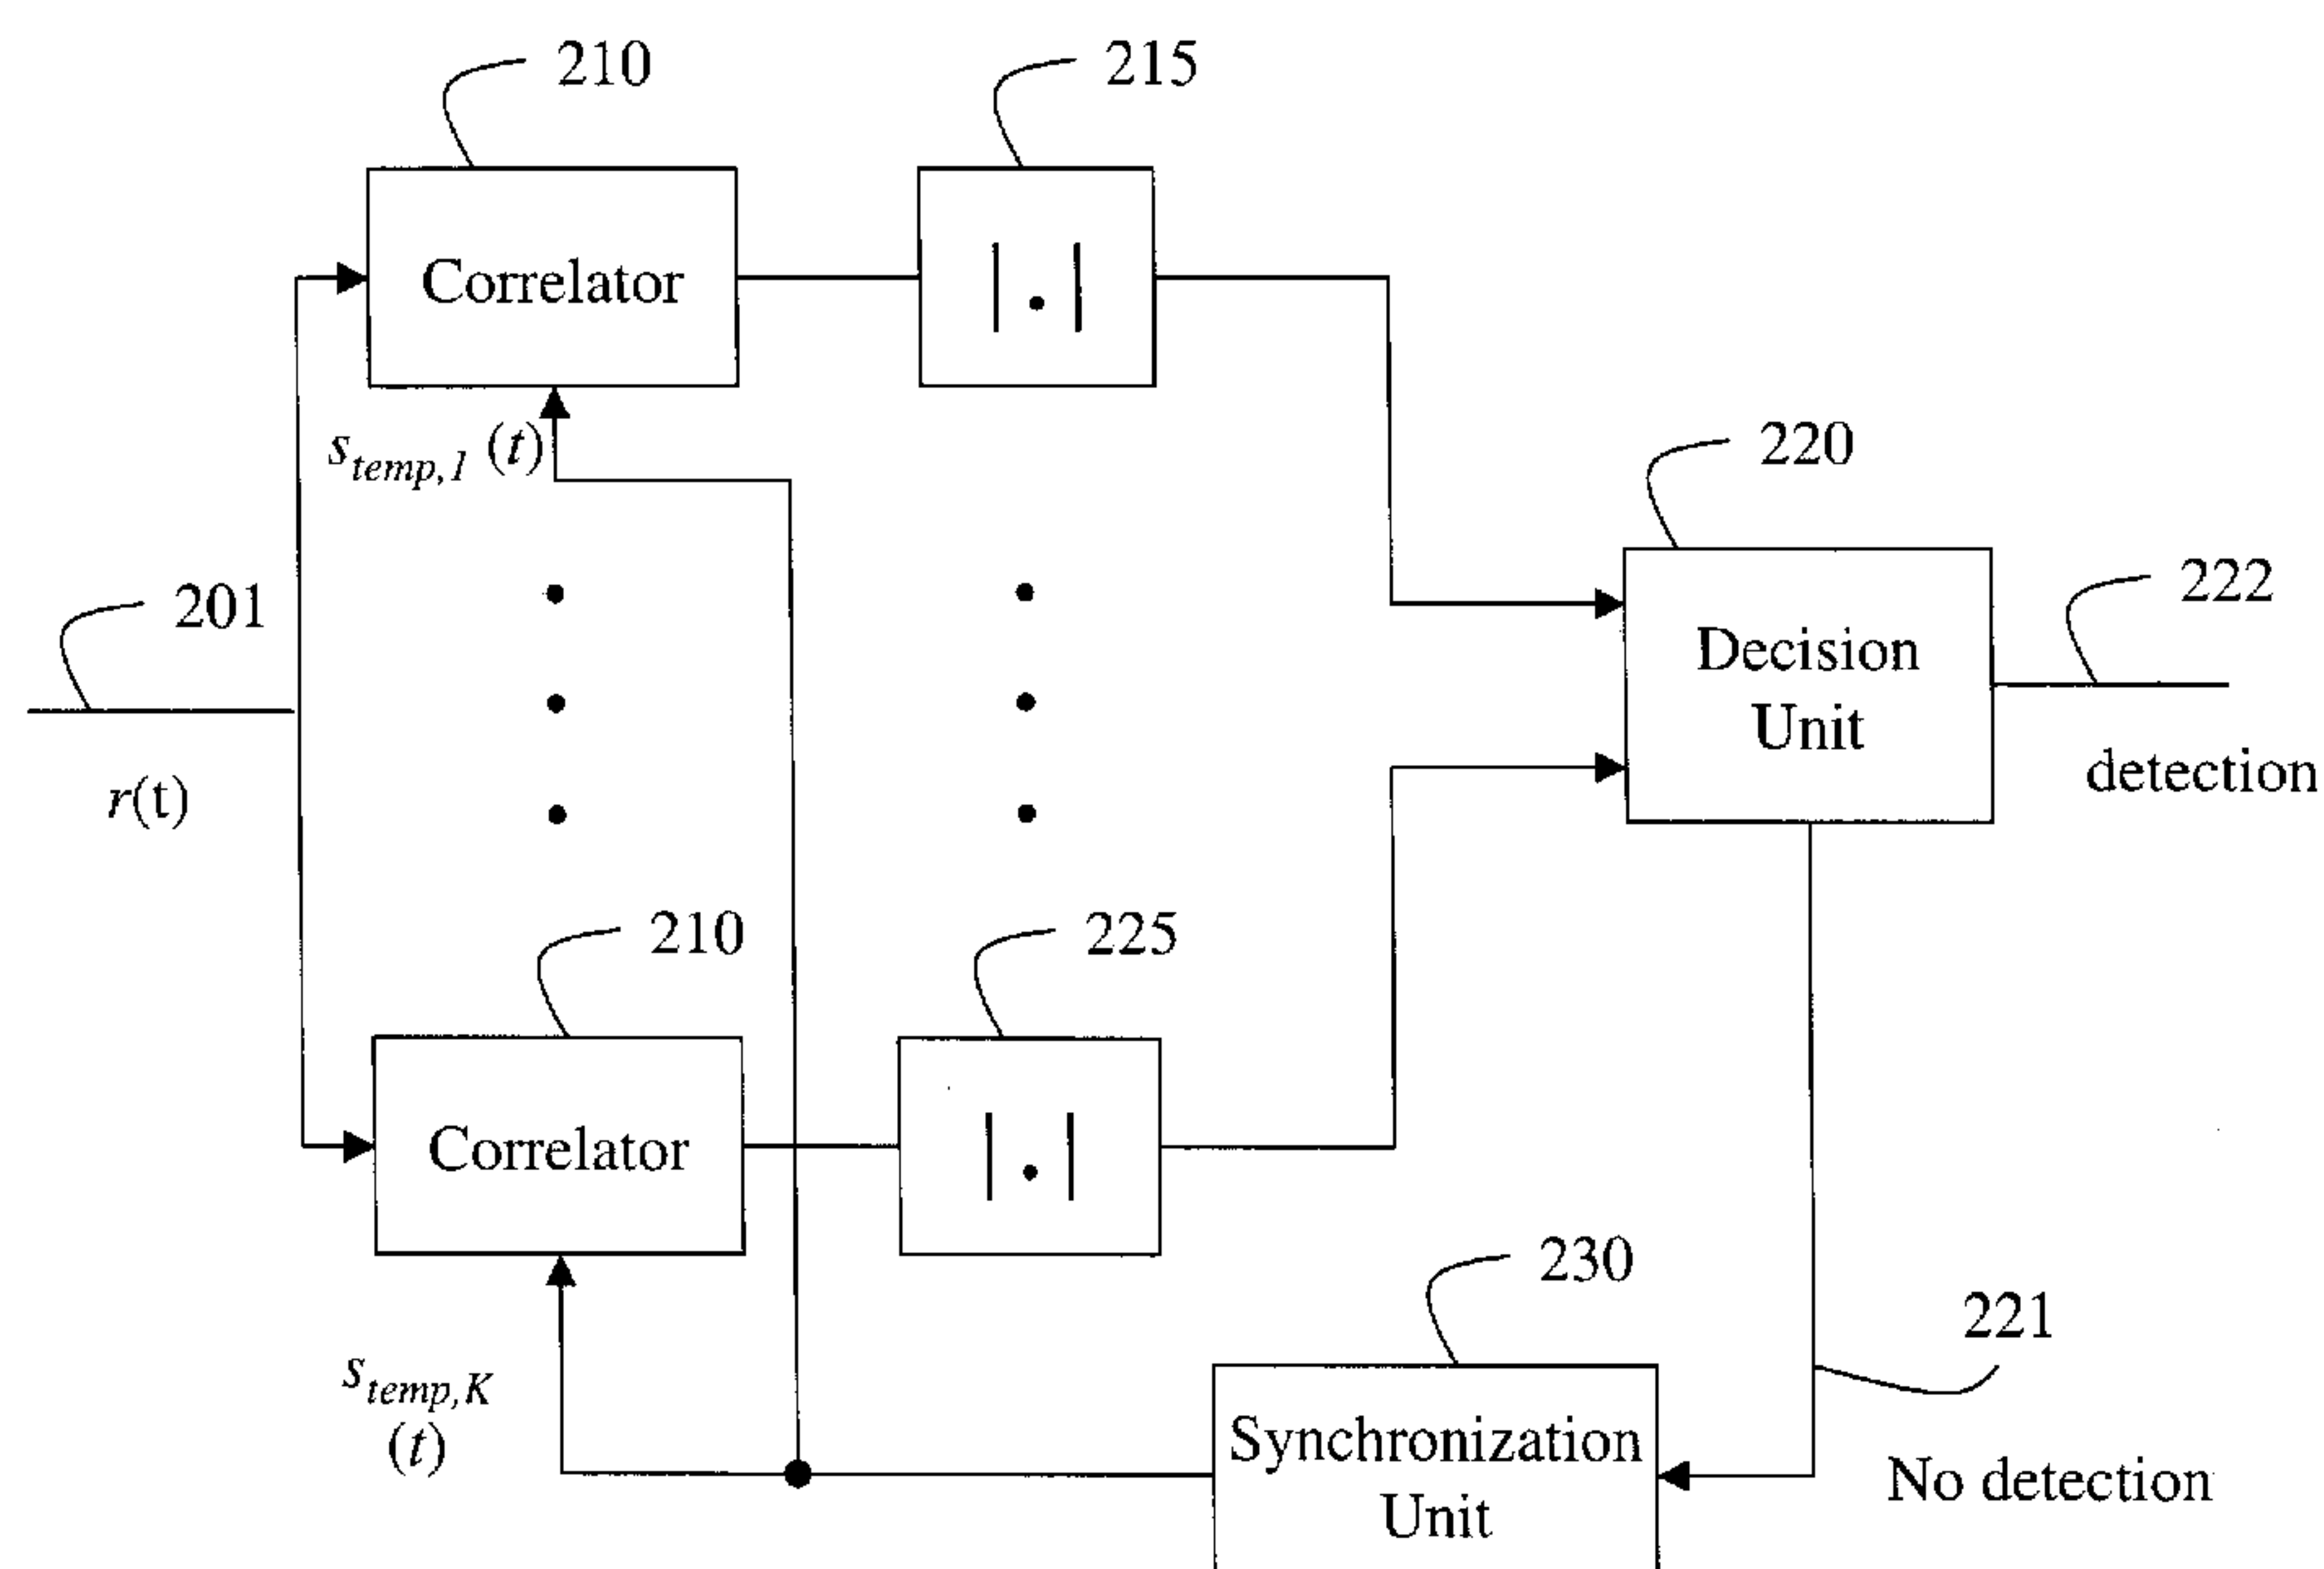 210
215
Correlator
|.|
s_temp,1 (t)
220
201
222
Decision
Unit
r(t)
detection
210
225
Correlator
|.|
230
221
s_temp,K
(t)
Synchronization
Unit
No detection